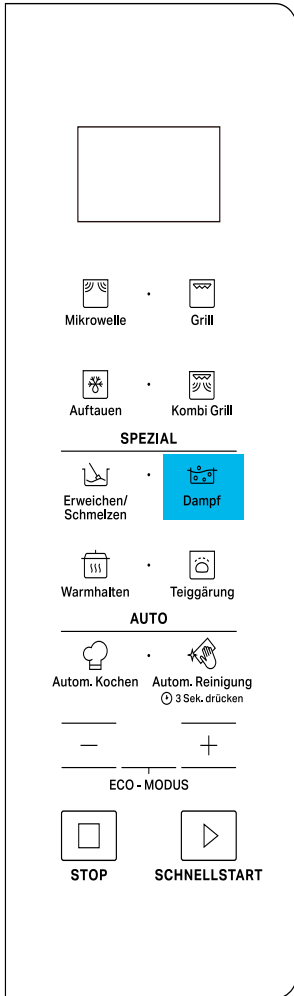 Mikrowelle Grill
Auftauen Kombi Grill
SPEZIAL
Erweichen/ Dampf
Schmelzen
Warmhalten Teiggärung
AUTO
Autom. Kochen Autom. Reinigung
3 Sek. drücken
− +
ECO - MODUS
STOP SCHNELLSTART